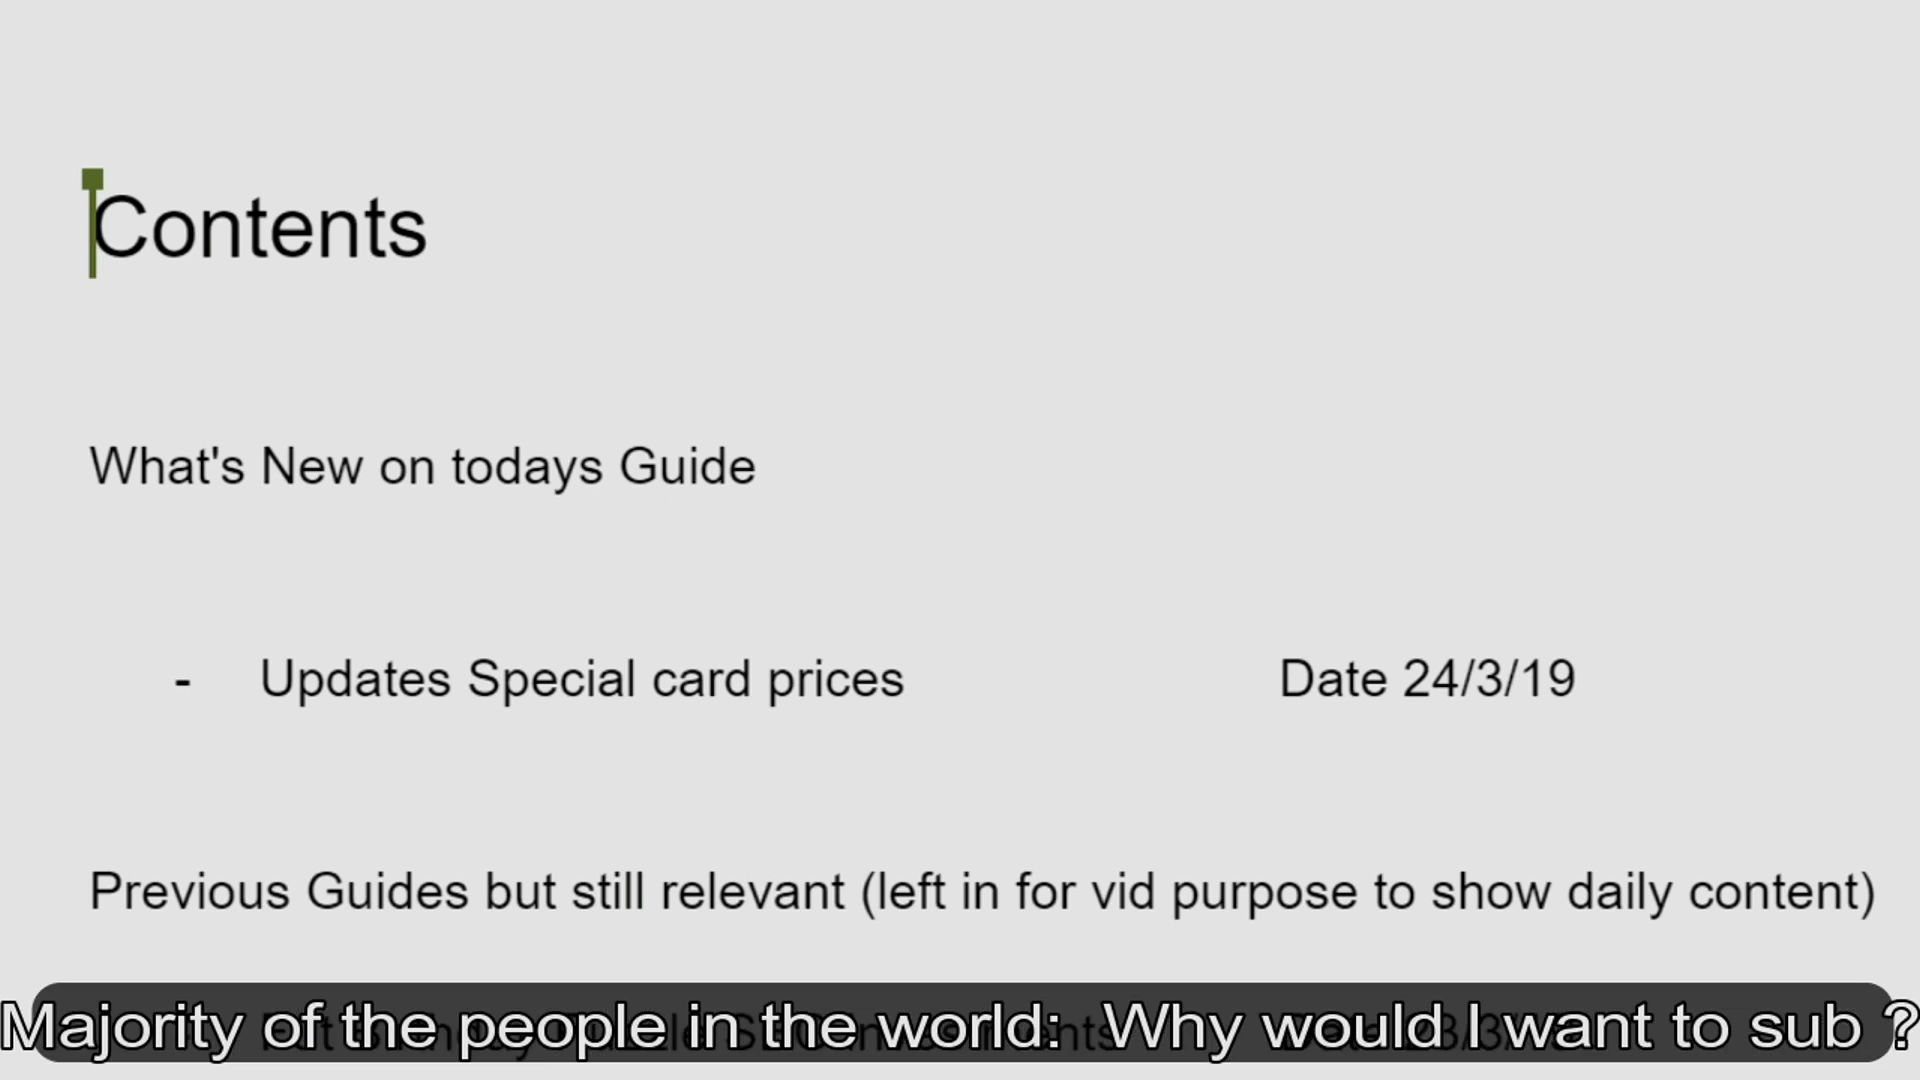 Contents
What's New on todays Guide
- Updates Special card prices Date 24/3/19
Previous Guides but still relevant (left in for vid purpose to show daily content)
Majority of the people in the world: Why would I want to sub ?